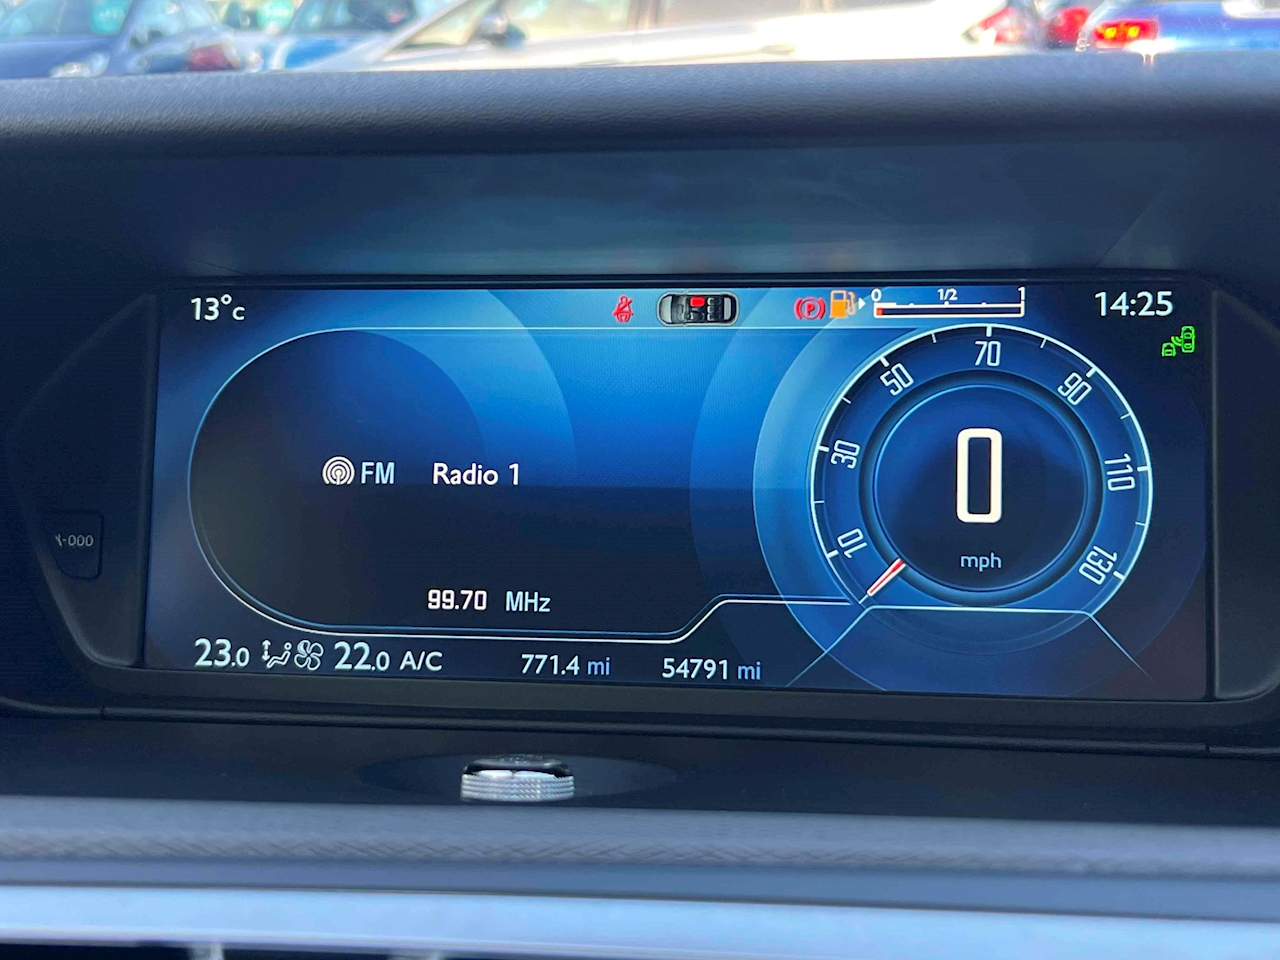 13°c
0 1/2 1
14:25
FM Radio 1
99.70 MHz
10 30 50 70 90 110 130
0
mph
23.0 22.0 A/C 771.4 mi 54791 mi